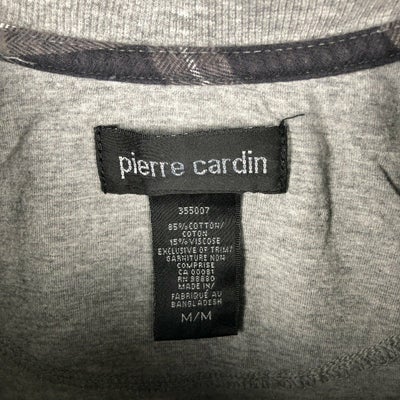 pierre cardin
355007
85% COTTON/
COTON
15% VISCOSE
EXCLUSIVE OF TRIM/
GARNITURE NON
COMPRISE
CA 00081
RN 98880
MADE IN/
FABRIQUÉ AU
BANGLADESH
M/M